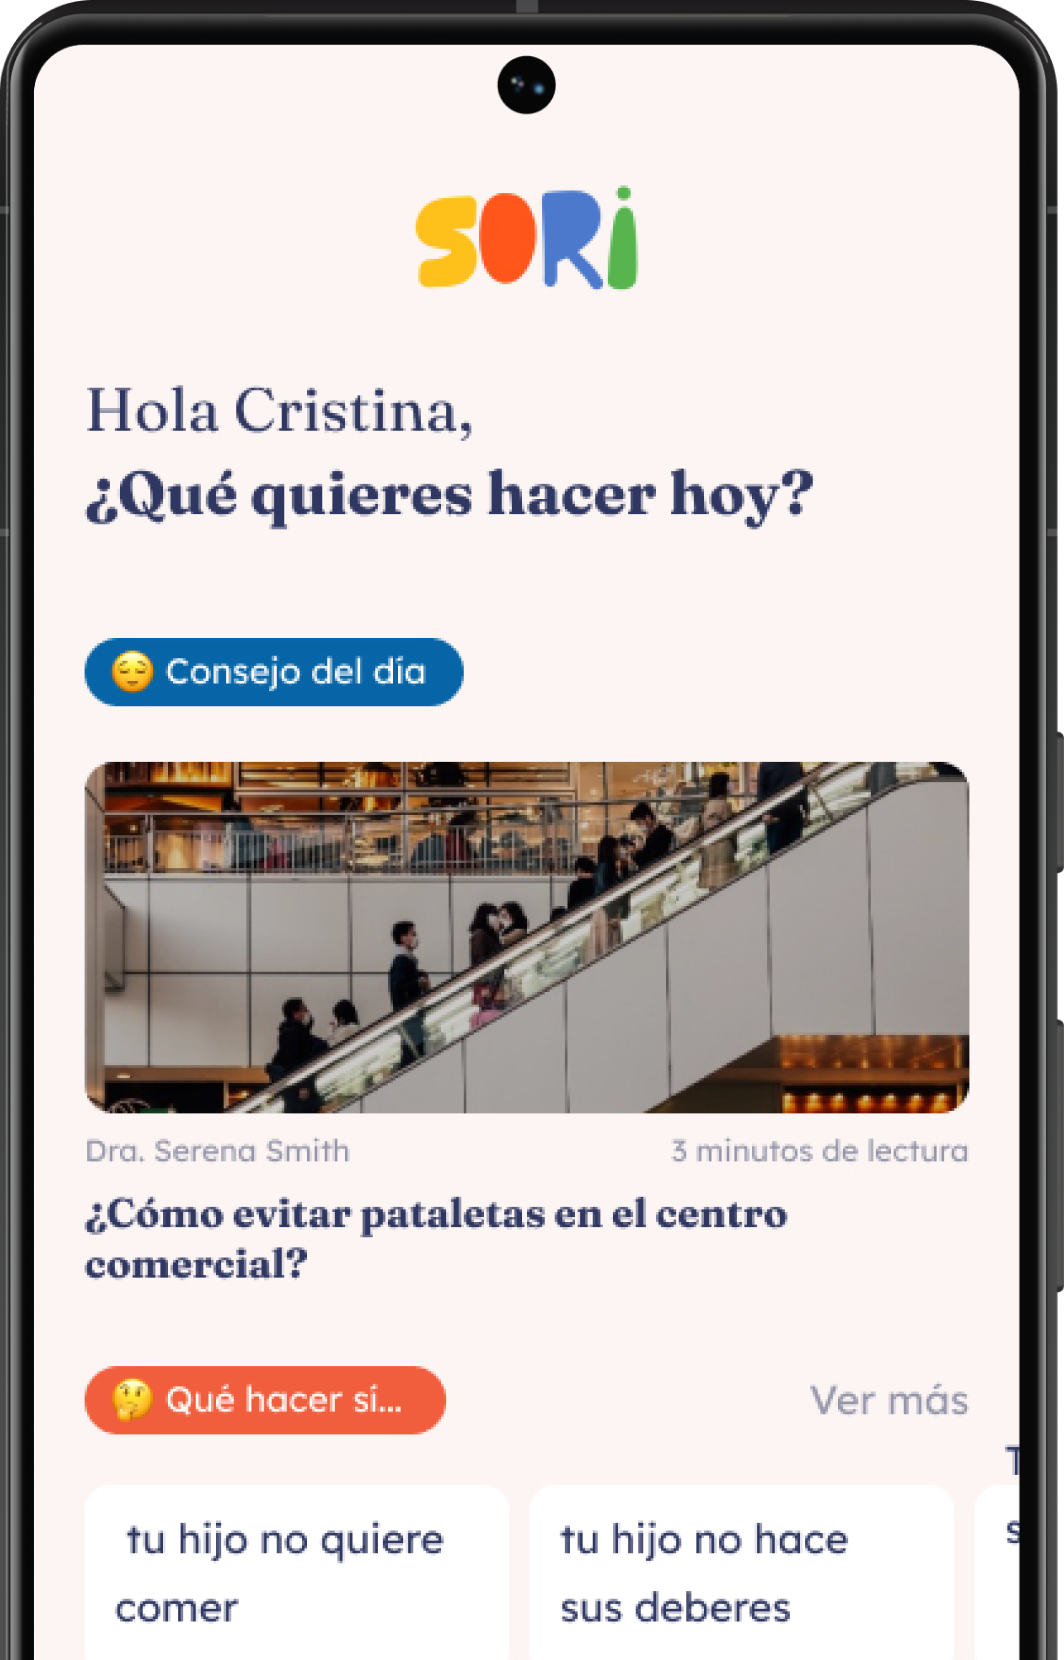 SORi
Hola Cristina,
¿Qué quieres hacer hoy?
😌 Consejo del día
Dra. Serena Smith
3 minutos de lectura
¿Cómo evitar pataletas en el centro
comercial?
🤔 Qué hacer sí...
Ver más
tu hijo no quiere
comer
tu hijo no hace
sus deberes